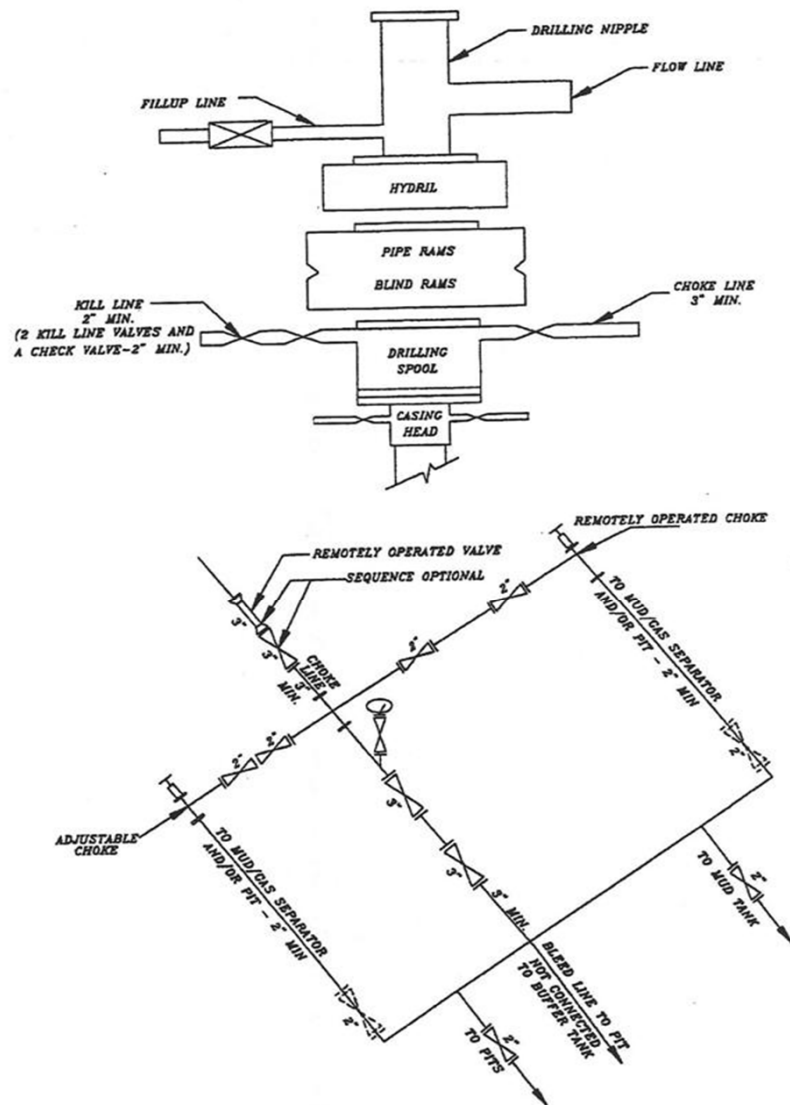 DRILLING NIPPLE
FLOW LINE
FILLUP LINE
HYDRIL
PIPE RAMS
BLIND RAMS
KILL LINE
2" MIN.
(2 KILL LINE VALVES AND
A CHECK VALVE-2" MIN.)
CHOKE LINE
3" MIN.
DRILLING
SPOOL
CASING
HEAD
REMOTELY OPERATED CHOKE
REMOTELY OPERATED VALVE
SEQUENCE OPTIONAL
3"
3"
CHOKE
LINE
3"
MIN.
2"
2"
TO MUD/GAS SEPARATOR
AND/OR PIT - 2" MIN
2"
2"
2"
ADJUSTABLE
CHOKE
TO MUD/GAS SEPARATOR
AND/OR PIT - 2" MIN
2"
3"
3"
3" MIN.
BLEED LINE TO PIT
NOT CONNECTED
TO BUFFER TANK
2"
TO MUD TANK
2"
TO PITS